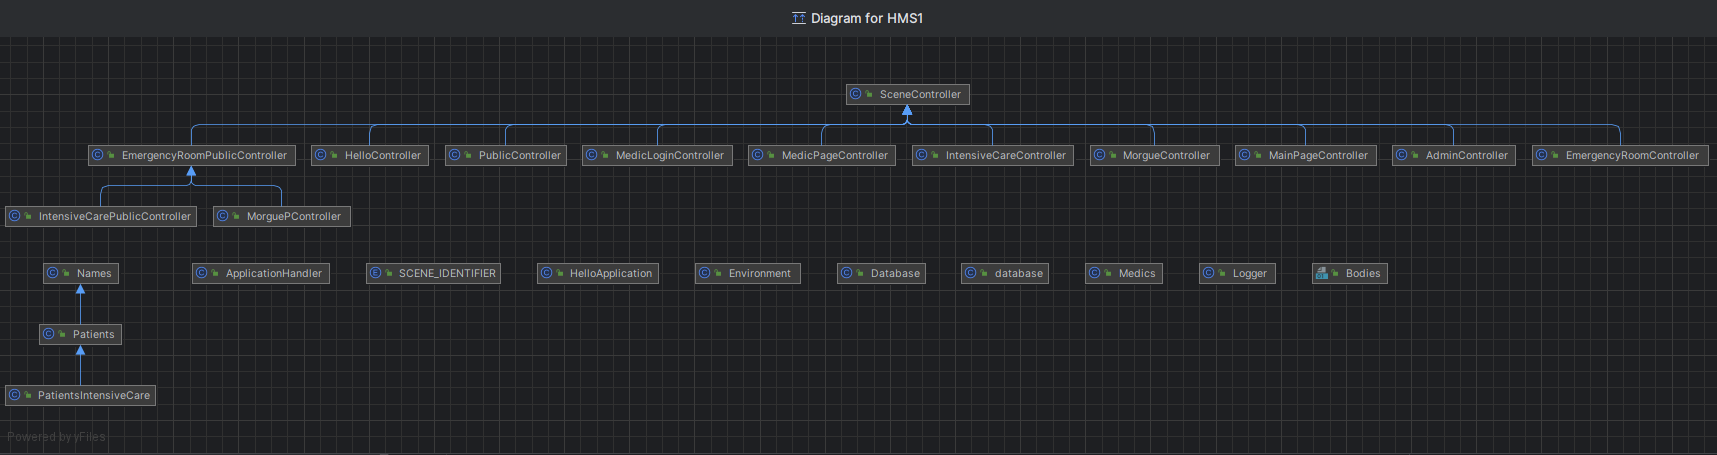 Diagram for HMS1
SceneController
EmergencyRoomPublicController HelloController PublicController MedicLoginController MedicPageController IntensiveCareController MorgueController MainPageController AdminController EmergencyRoomController
IntensiveCarePublicController MorguePController
Names ApplicationHandler SCENE_IDENTIFIER HelloApplication Environment Database database Medics Logger Bodies
Patients
PatientsIntensiveCare
Powered by yFiles